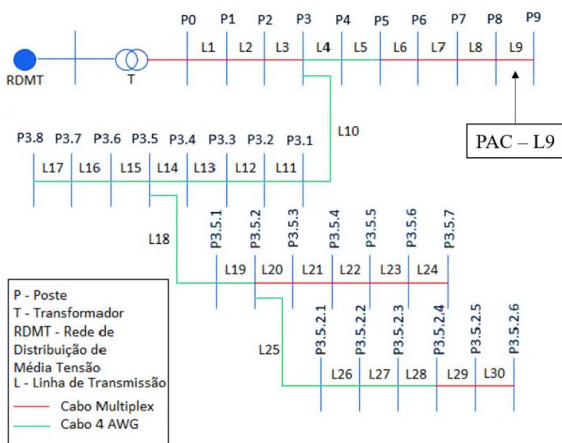 P0 P1 P2 P3 P4 P5 P6 P7 P8 P9
L1 L2 L3 L4 L5 L6 L7 L8 L9
RDMT
T
L10
PAC – L9
P3.8 P3.7 P3.6 P3.5 P3.4 P3.3 P3.2 P3.1
L17 L16 L15 L14 L13 L12 L11
L18
P3.5.1 P3.5.2 P3.5.3 P3.5.4 P3.5.5 P3.5.6 P3.5.7
L19 L20 L21 L22 L23 L24
L25
P3.5.2.1 P3.5.2.2 P3.5.2.3 P3.5.2.4 P3.5.2.5 P3.5.2.6
L26 L27 L28 L29 L30
P - Poste
T - Transformador
RDMT - Rede de
Distribuição de
Média Tensão
L - Linha de Transmissão
Cabo Multiplex
Cabo 4 AWG